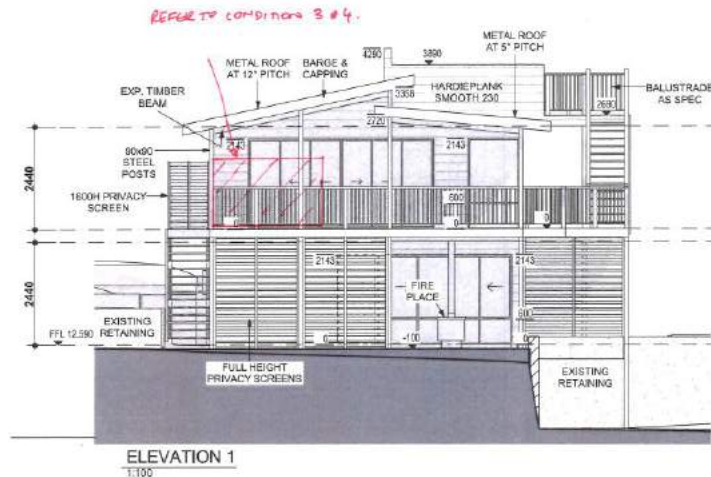 REFER TO CONDITION 3 & 4.
METAL ROOF
AT 12° PITCH
BARGE &
CAPPING
4290
3890
METAL ROOF
AT 5° PITCH
EXP. TIMBER
BEAM
3358
HARDIEPLANK
SMOOTH 230
BALUSTRADE
AS SPEC
2720
2690
2440
90x90
STEEL
POSTS
2143
2143
1600H PRIVACY
SCREEN
600
0
0
0
2440
2143
2143
FIRE
PLACE
EXISTING
RETAINING
600
FFL 12.590
0
-100
0
FULL HEIGHT
PRIVACY SCREENS
EXISTING
RETAINING
ELEVATION 1
1:100